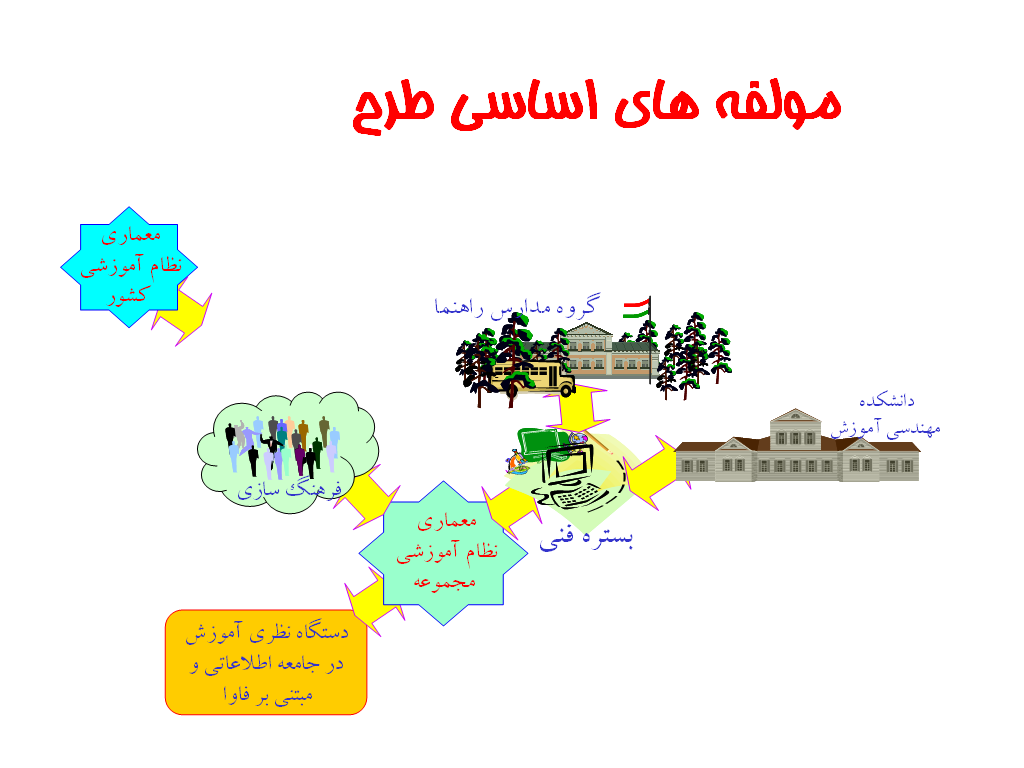 مولفه های اساسی طرح
معماری
نظام آموزشی
کشور
گروه مدارس راهنما
دانشکده
مهندسی آموزش
فرهنگ سازی
معماری
نظام آموزشی
مجموعه
بستره فنی
دستگاه نظری آموزش
در جامعه اطلاعاتی و
مبتنی بر فاوا